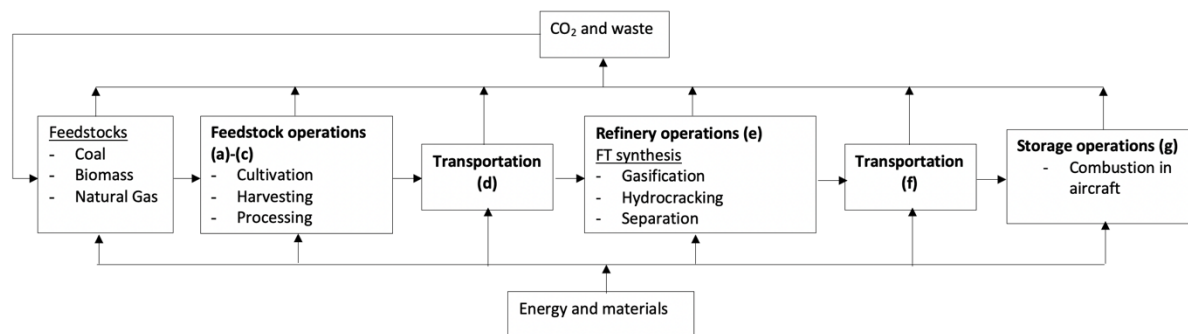 CO₂ and waste
Feedstocks
- Coal
- Biomass
- Natural Gas
Feedstock operations
(a)-(c)
- Cultivation
- Harvesting
- Processing
Transportation
(d)
Refinery operations (e)
FT synthesis
- Gasification
- Hydrocracking
- Separation
Transportation
(f)
Storage operations (g)
- Combustion in
aircraft
Energy and materials